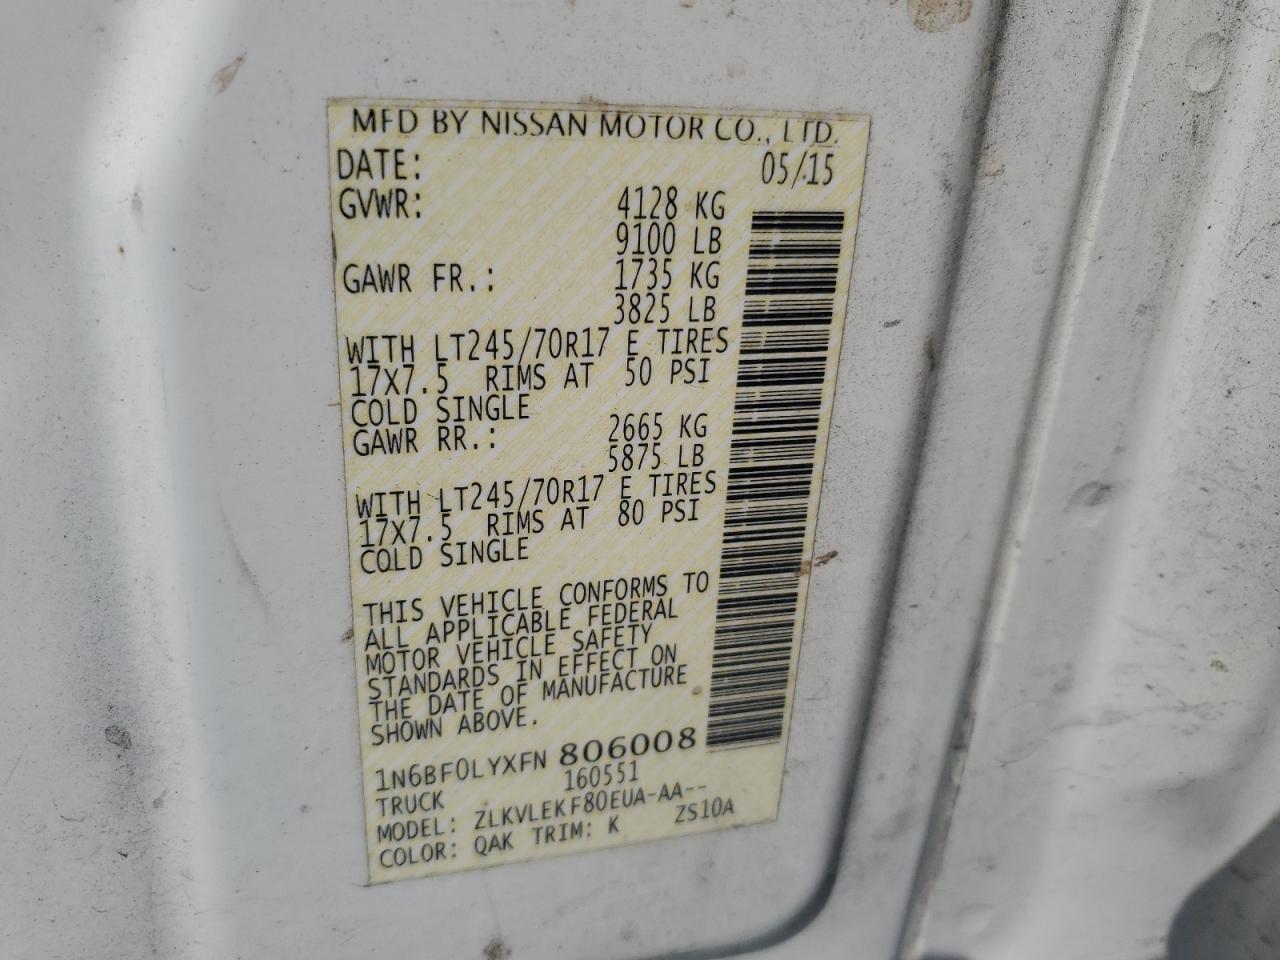 MFD BY NISSAN MOTOR CO., LTD.
DATE: 05/15
GVWR: 4128 KG
9100 LB
GAWR FR.: 1735 KG
3825 LB
WITH LT245/70R17 E TIRES
17X7.5 RIMS AT 50 PSI
COLD SINGLE
GAWR RR.: 2665 KG
5875 LB
WITH LT245/70R17 E TIRES
17X7.5 RIMS AT 80 PSI
COLD SINGLE
THIS VEHICLE CONFORMS TO
ALL APPLICABLE FEDERAL
MOTOR VEHICLE SAFETY
STANDARDS IN EFFECT ON
THE DATE OF MANUFACTURE
SHOWN ABOVE.
1N6BF0LYXFN 806008
TRUCK 160551
MODEL: ZLKVLEKF80EUA-AA--
COLOR: QAK TRIM: K ZS10A